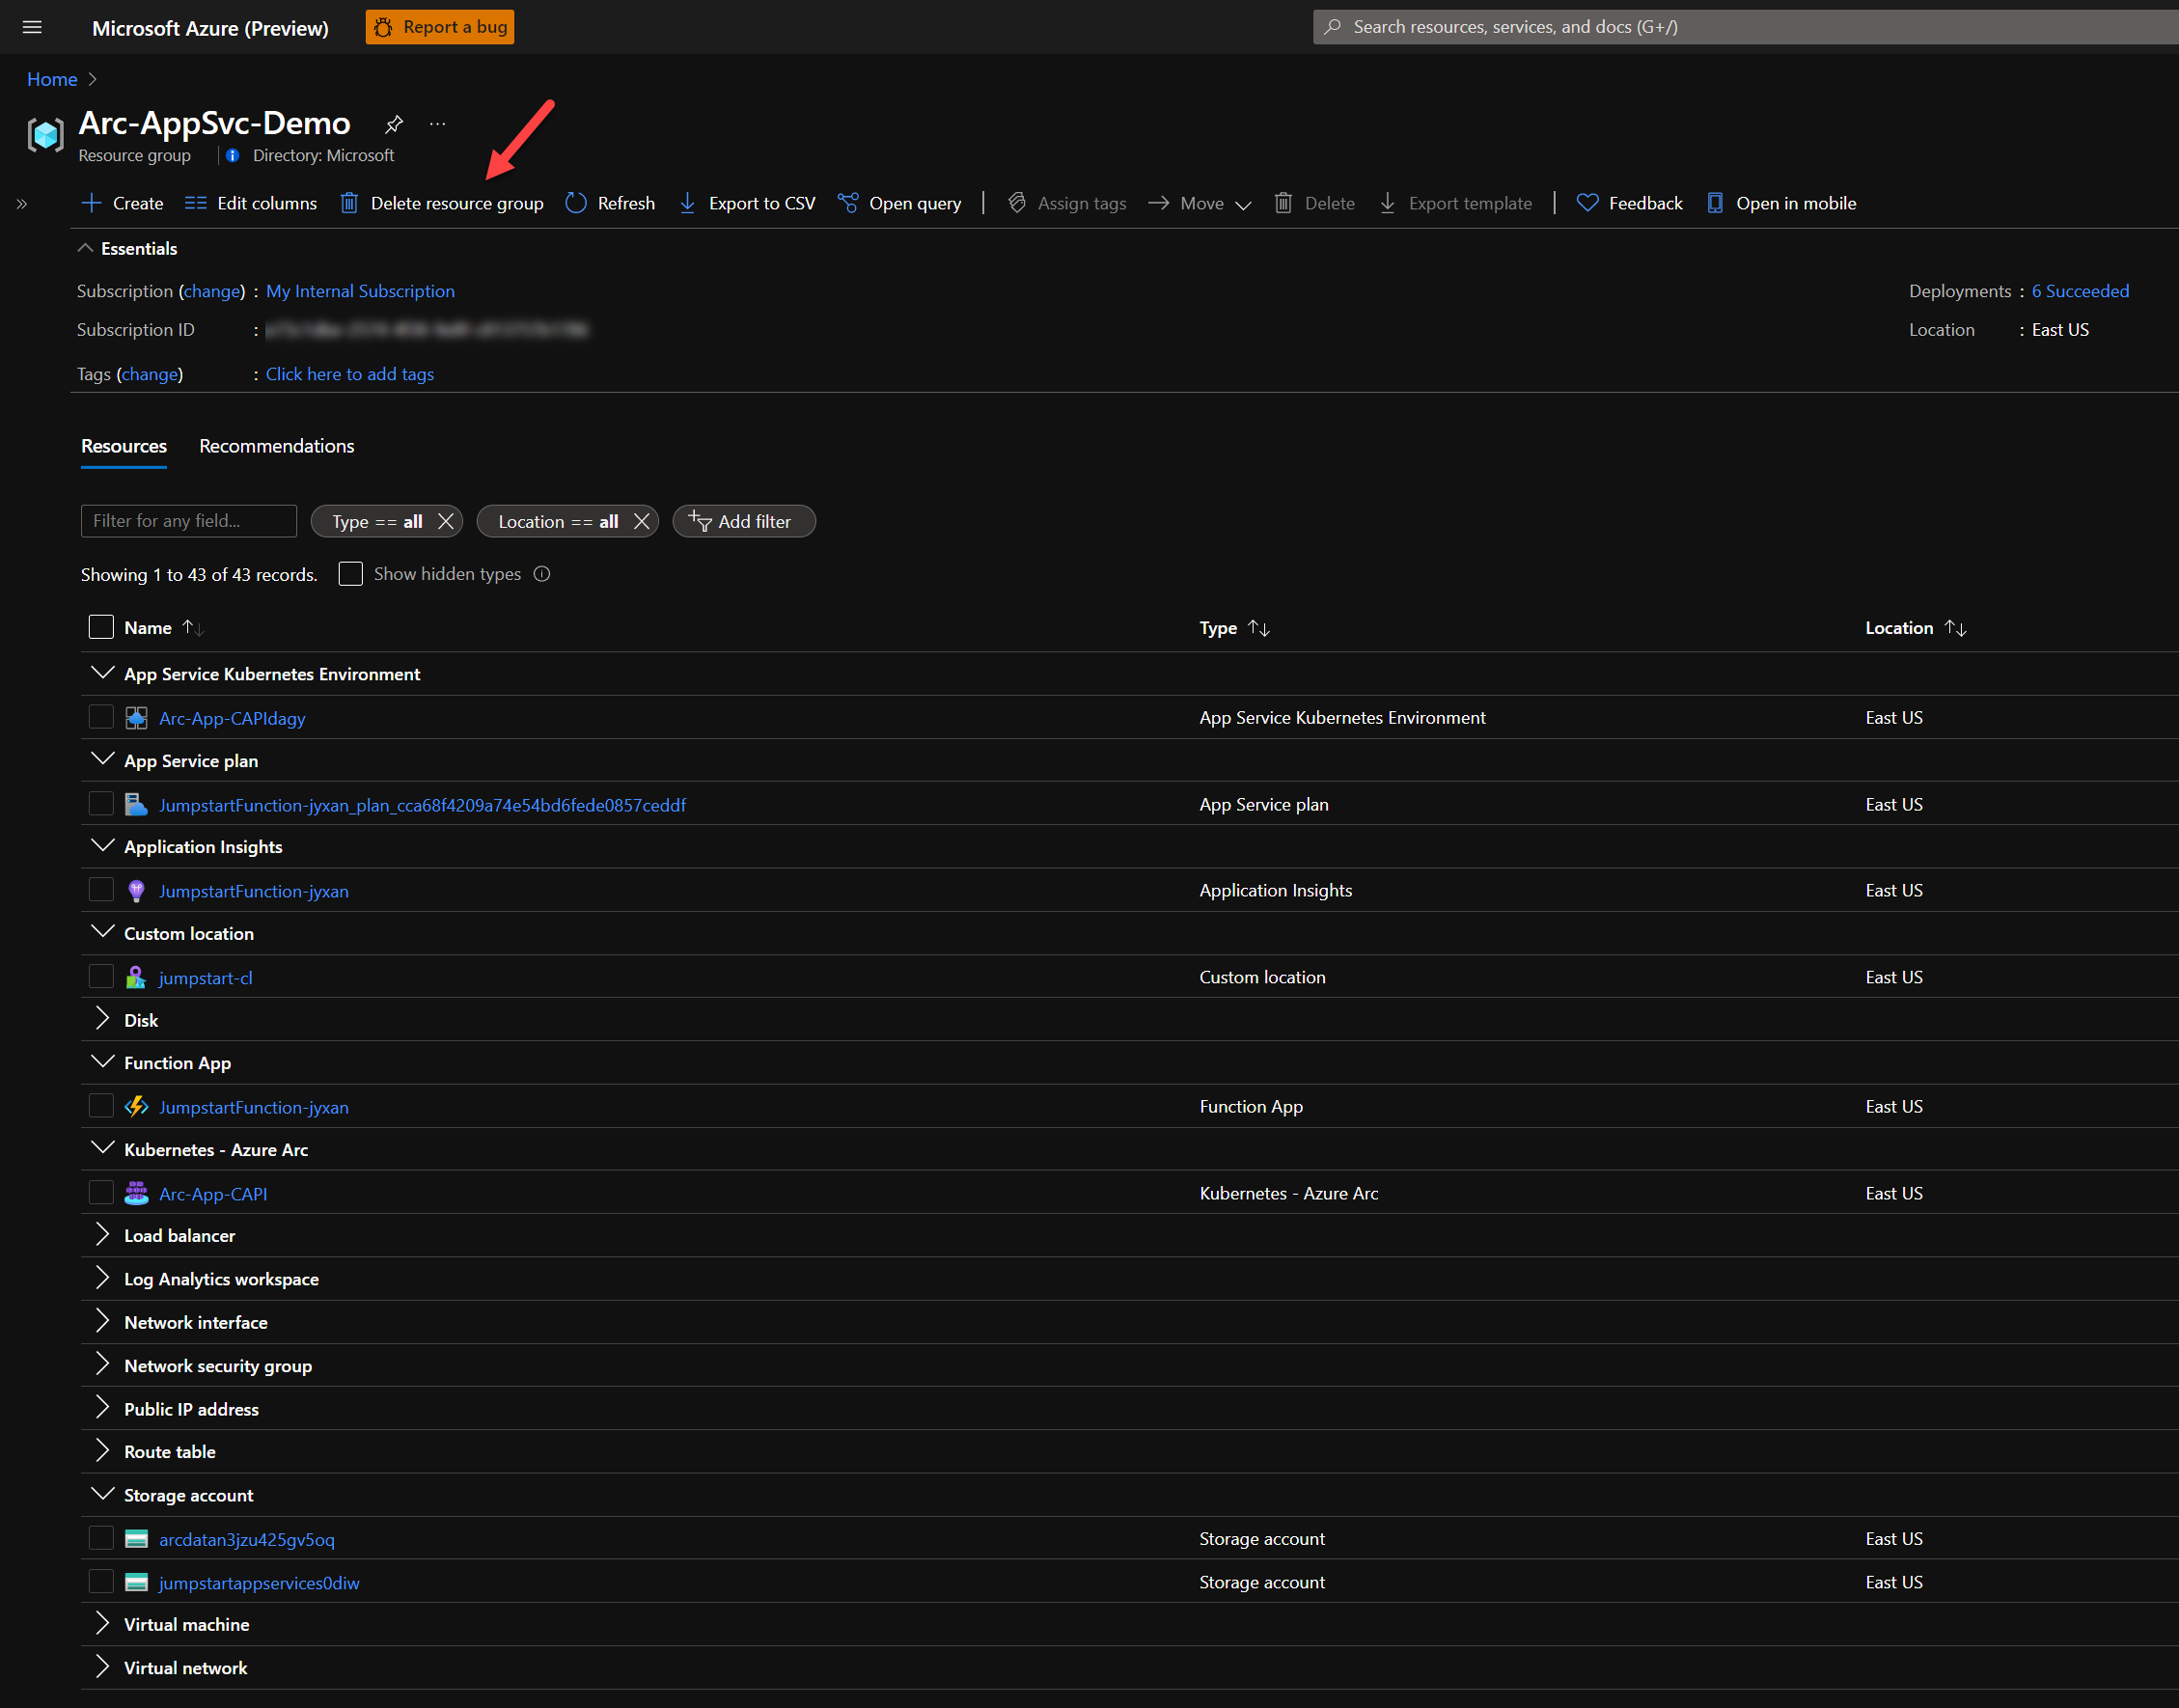 Microsoft Azure (Preview) Report a bug Search resources, services, and docs (G+/)
Home
Arc-AppSvc-Demo ...
Resource group Directory: Microsoft
Create Edit columns Delete resource group Refresh Export to CSV Open query Assign tags Move Delete Export template Feedback Open in mobile
Essentials
Subscription (change) : My Internal Subscription Deployments : 6 Succeeded
Subscription ID : Location : East US
Tags (change) : Click here to add tags
Resources Recommendations
Filter for any field... Type == all Location == all Add filter
Showing 1 to 43 of 43 records. Show hidden types
Name Type Location
App Service Kubernetes Environment
Arc-App-CAPIdagy App Service Kubernetes Environment East US
App Service plan
JumpstartFunction-jyxan_plan_cca68f4209a74e54bd6fede0857ceddf App Service plan East US
Application Insights
JumpstartFunction-jyxan Application Insights East US
Custom location
jumpstart-cl Custom location East US
Disk
Function App
JumpstartFunction-jyxan Function App East US
Kubernetes - Azure Arc
Arc-App-CAPI Kubernetes - Azure Arc East US
Load balancer
Log Analytics workspace
Network interface
Network security group
Public IP address
Route table
Storage account
arcdatan3jzu425gv5oq Storage account East US
jumpstartappservices0diw Storage account East US
Virtual machine
Virtual network